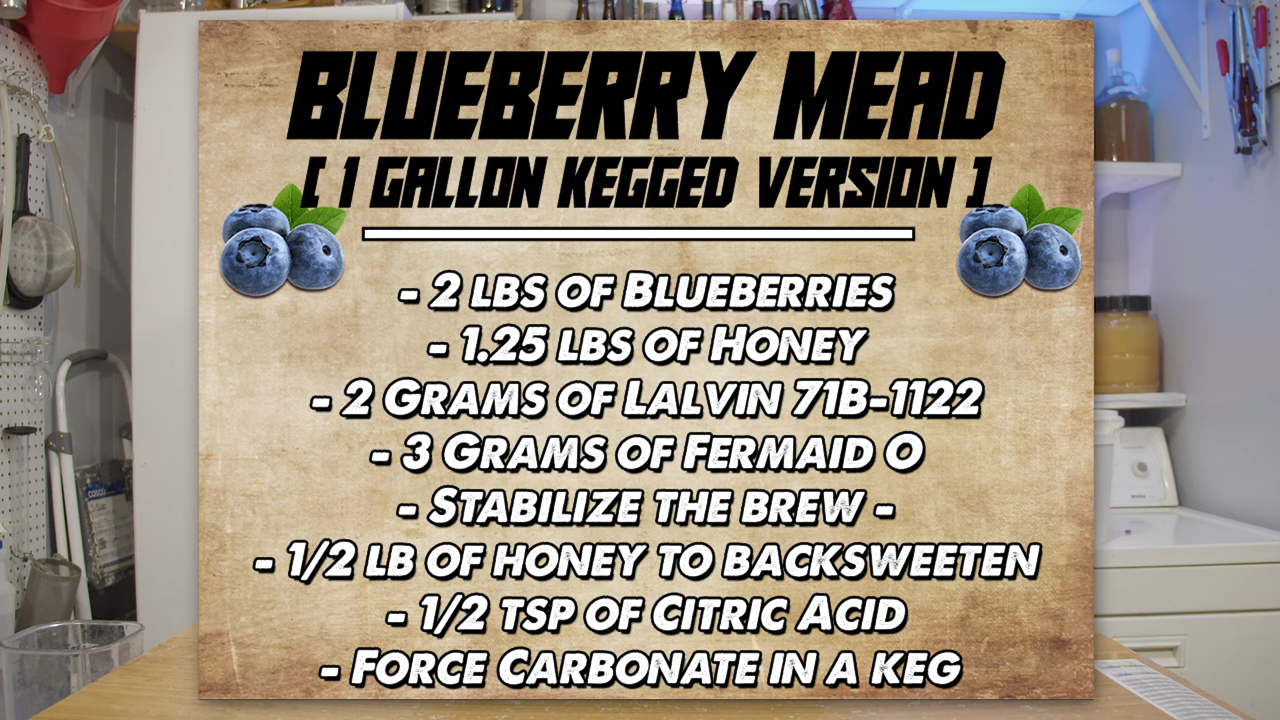 BLUEBERRY MEAD
[ 1 GALLON KEGGED VERSION ]
- 2 LBS OF BLUEBERRIES
- 1.25 LBS OF HONEY
- 2 GRAMS OF LALVIN 71B-1122
- 3 GRAMS OF FERMAID O
- STABILIZE THE BREW -
- 1/2 LB OF HONEY TO BACKSWEETEN
- 1/2 TSP OF CITRIC ACID
- FORCE CARBONATE IN A KEG
COSCO